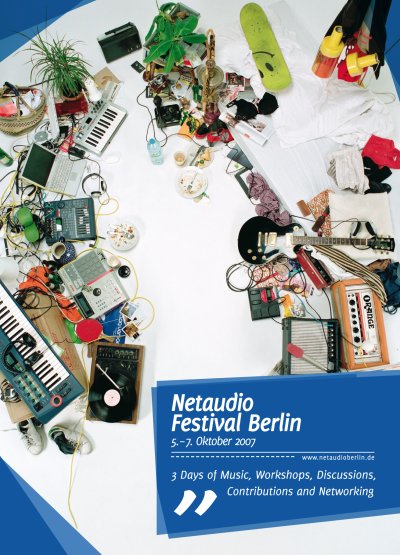 ORANGE
Netaudio
Festival Berlin
5.–7. Oktober 2007
www.netaudioberlin.de
3 Days of Music, Workshops, Discussions,
Contributions and Networking